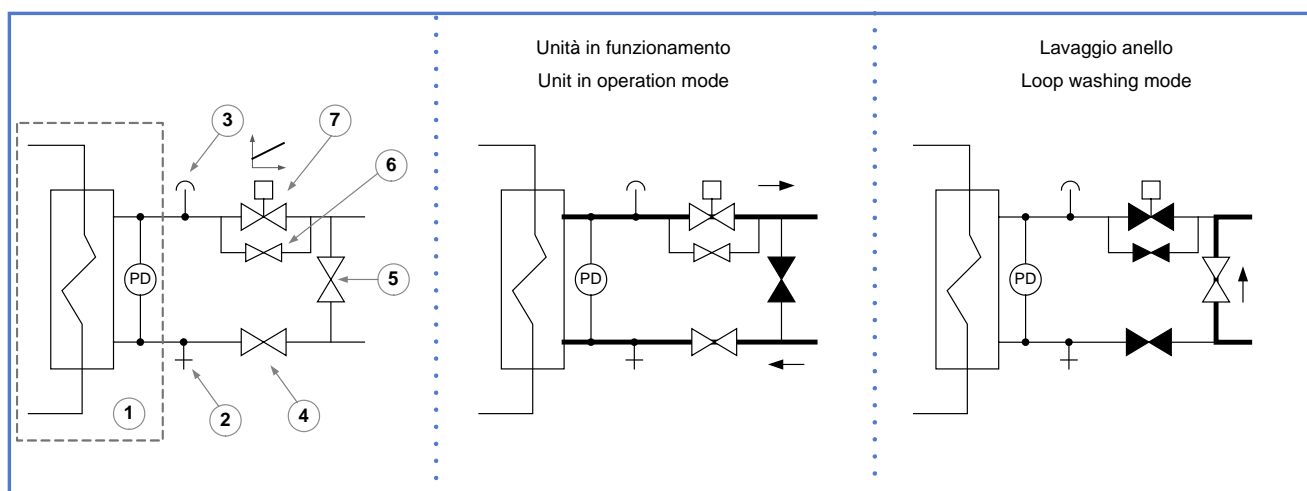 Unità in funzionamento
Unit in operation mode
Lavaggio anello
Loop washing mode
3
7
6
PD
5
1
2
4
PD
PD